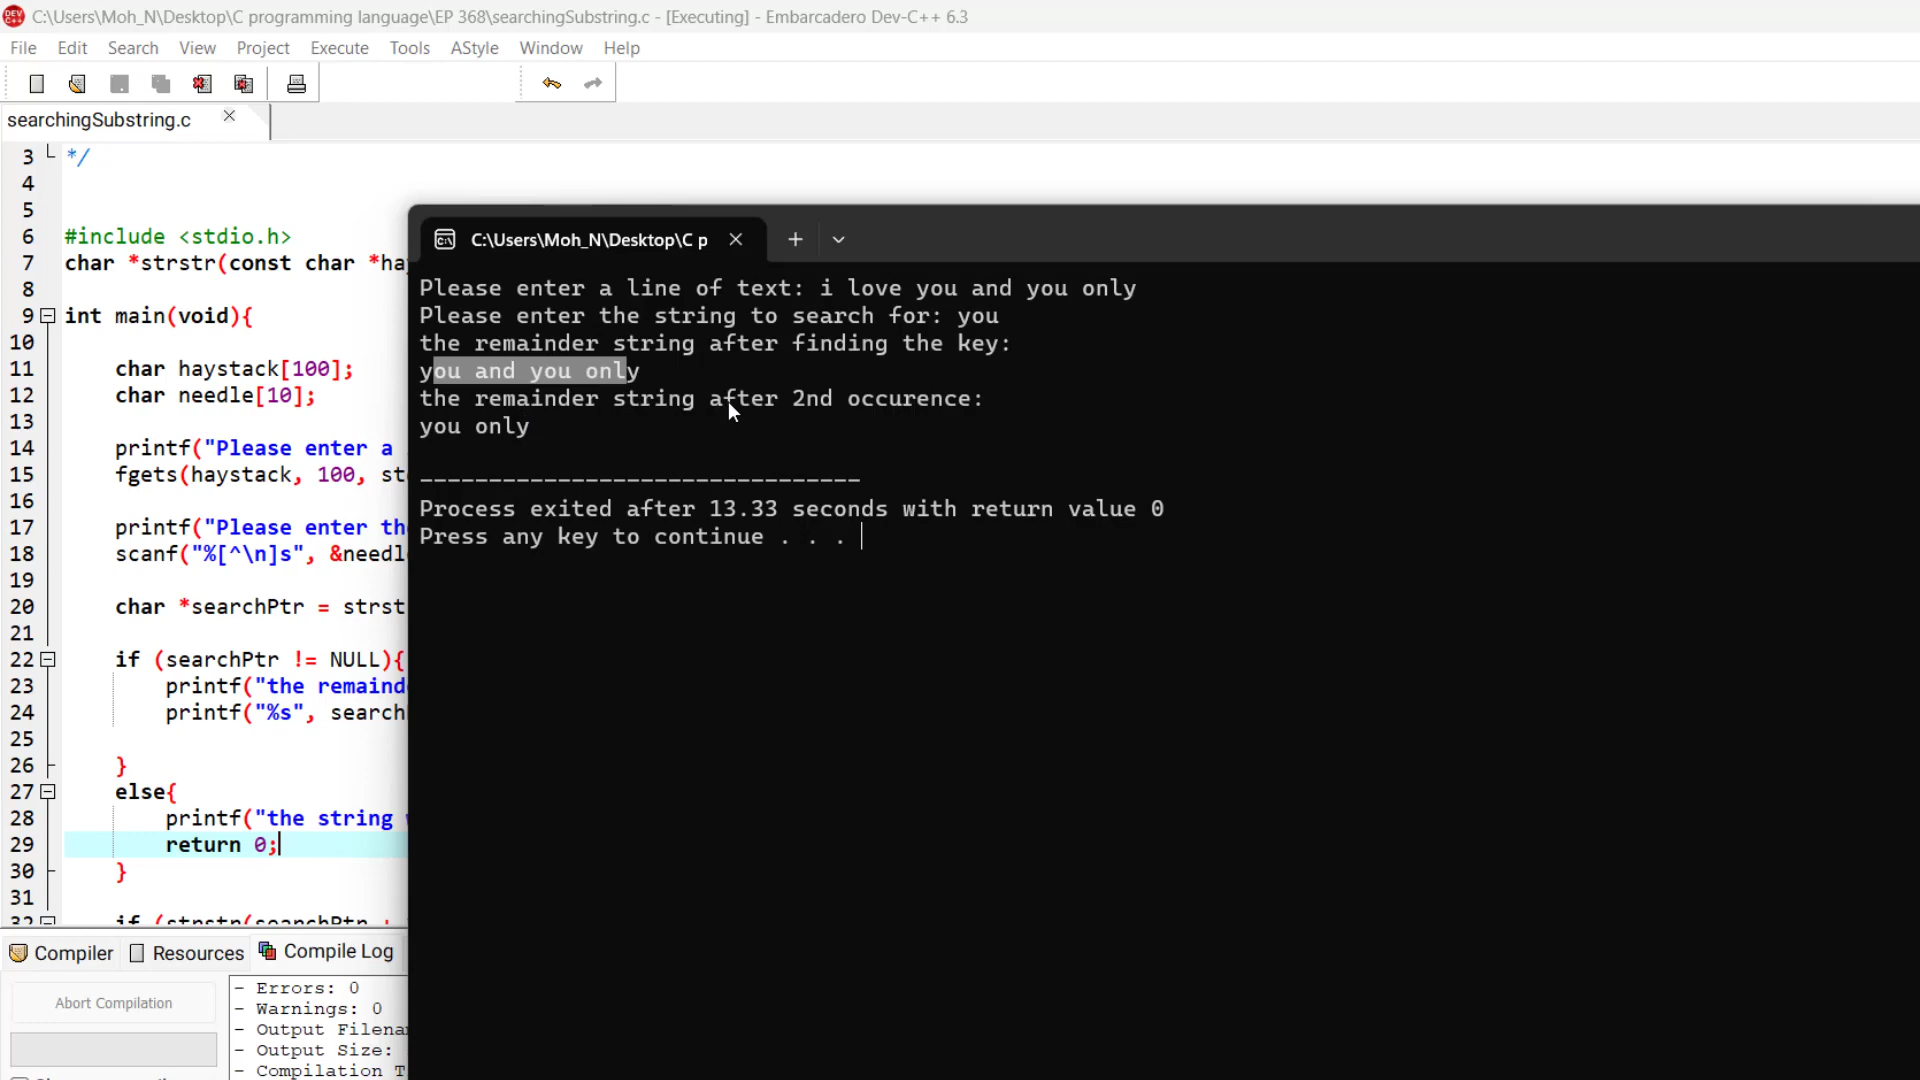 C:\Users\Moh_N\Desktop\C programming language\EP 368\searchingSubstring.c - [Executing] - Embarcadero Dev-C++ 6.3
File Edit Search View Project Execute Tools AStyle Window Help
searchingSubstring.c
3 */
4
5
6 #include <stdio.h>
7 char *strstr(const char *ha
8
9 int main(void){
10
11 char haystack[100];
12 char needle[10];
13
14 printf("Please enter a
15 fgets(haystack, 100, st
16
17 printf("Please enter th
18 scanf("%[^\n]s", &needl
19
20 char *searchPtr = strst
21
22 if (searchPtr != NULL){
23 printf("the remaind
24 printf("%s", search
25
26 }
27 else{
28 printf("the string
29 return 0;
30 }
31
32 if (strstr(searchPtr +
C:\Users\Moh_N\Desktop\C p
Please enter a line of text: i love you and you only
Please enter the string to search for: you
the remainder string after finding the key:
you and you only
the remainder string after 2nd occurence:
you only
--------------------------------
Process exited after 13.33 seconds with return value 0
Press any key to continue . . .
Compiler Resources Compile Log
Abort Compilation
- Errors: 0
- Warnings: 0
- Output Filena
- Output Size:
- Compilation T